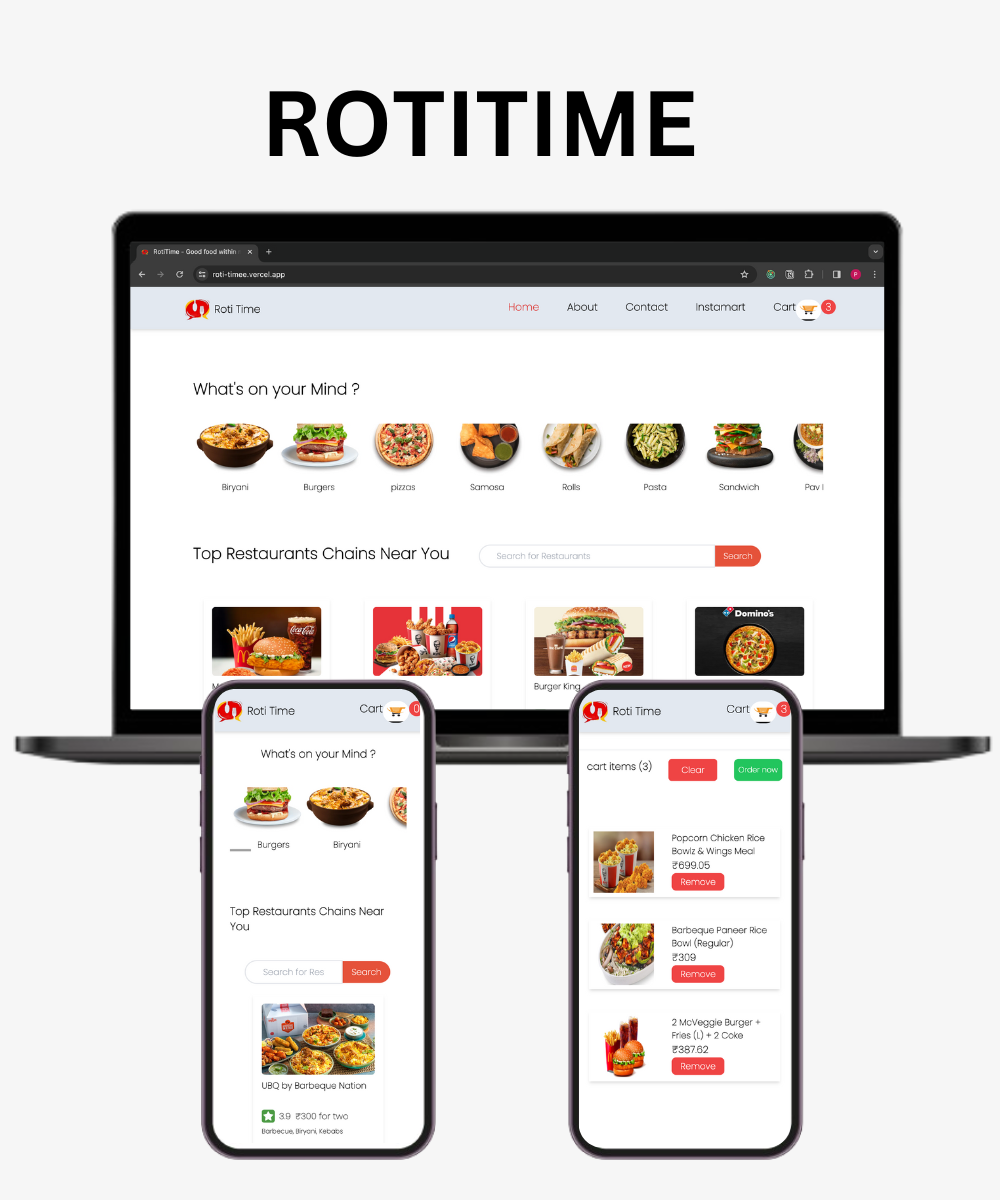 ROTITIME
RotiTime - Good food within
roti-timee.vercel.app
P
Roti Time
Home
About
Contact
Instamart
Cart
3
What's on your Mind ?
Biryani
Burgers
pizzas
Samosa
Rolls
Pasta
Sandwich
Pav
Top Restaurants Chains Near You
Search for Restaurants
Search
Coca-Cola
KFC
Domino's
Burger King
Roti Time
Cart
0
What's on your Mind ?
Burgers
Biryani
Top Restaurants Chains Near
You
Search for Res
Search
UBQ by Barbeque Nation
3.9 ₹300 for two
Barbecue, Biryani, Kebabs
Roti Time
Cart
3
cart items (3)
Clear
Order now
Popcorn Chicken Rice
Bowlz & Wings Meal
₹699.05
Remove
Barbeque Paneer Rice
Bowl (Regular)
₹309
Remove
2 McVeggie Burger +
Fries (L) + 2 Coke
₹387.62
Remove